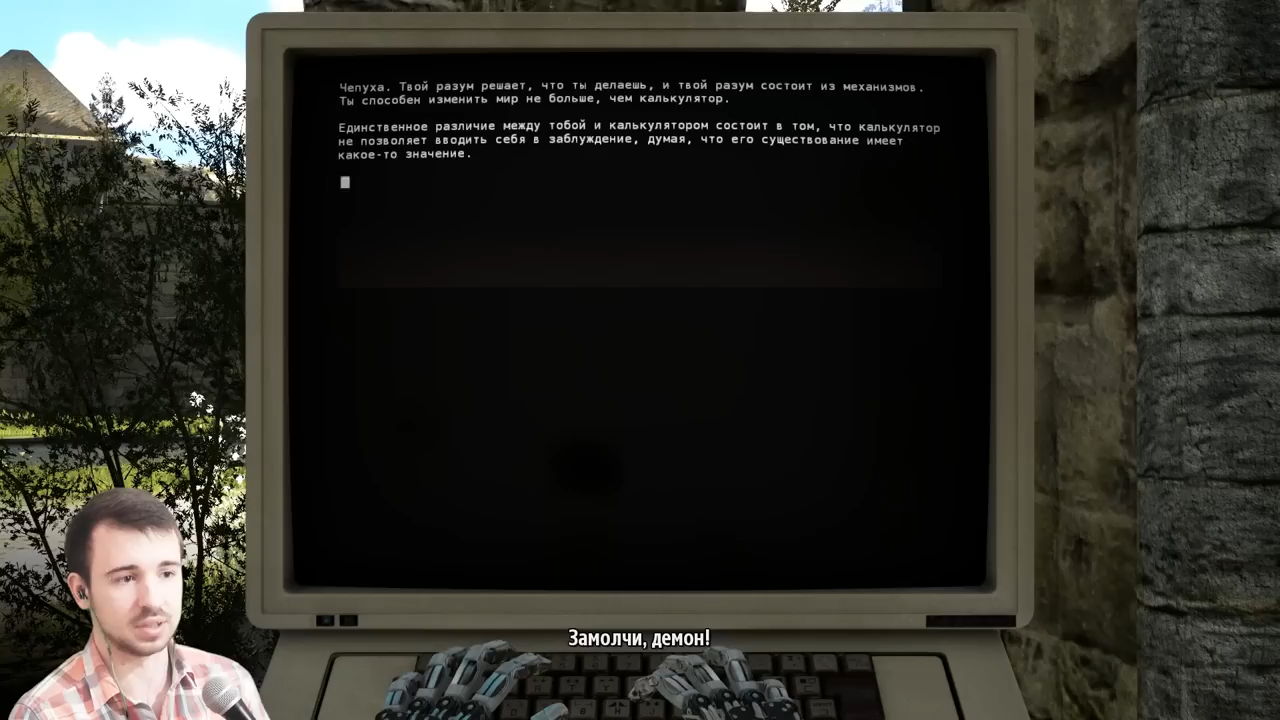 Чепуха. Твой разум решает, что ты делаешь, и твой разум состоит из механизмов.
Ты способен изменить мир не больше, чем калькулятор.
Единственное различие между тобой и калькулятором состоит в том, что калькулятор
не позволяет вводить себя в заблуждение, думая, что его существование имеет
какое-то значение.
Замолчи, демон!